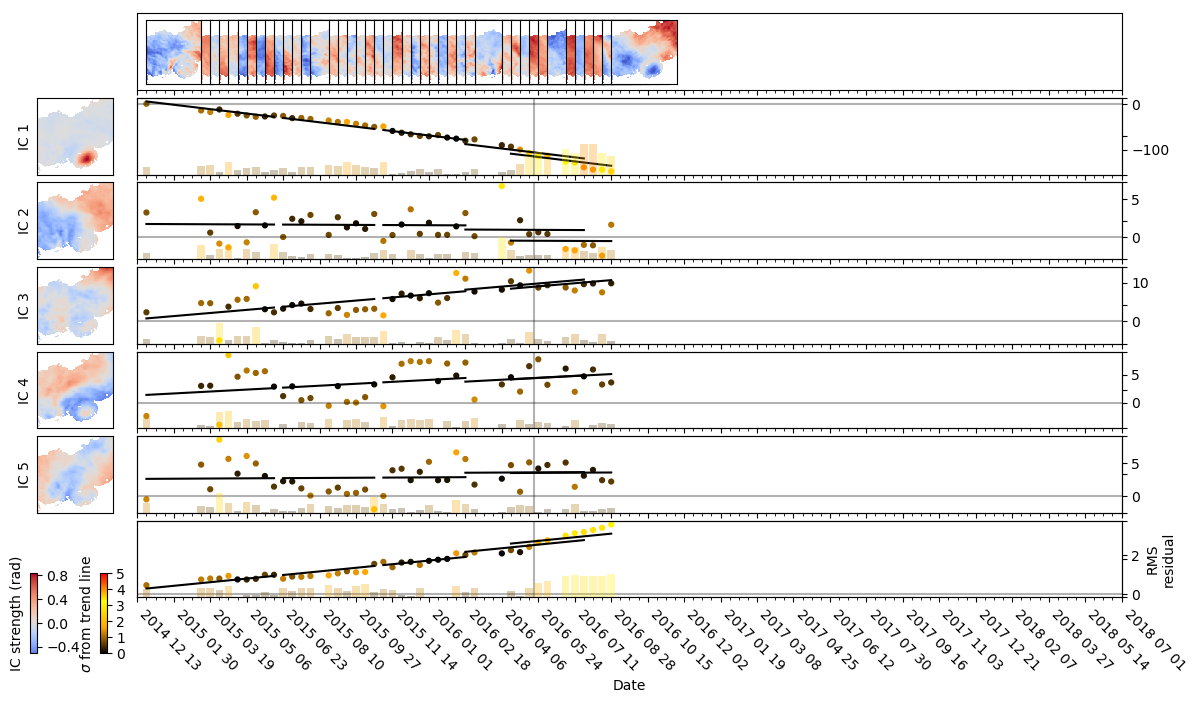 IC 1
0
−100
IC 2
5
0
IC 3
10
0
IC 4
5
0
IC 5
5
0
RMS
residual
2
0
IC strength (rad)
0.8
0.4
0.0
−0.4
σ from trend line
5
4
3
2
1
0
2014 12 13
2015 01 30
2015 03 19
2015 05 06
2015 06 23
2015 08 10
2015 09 27
2015 11 14
2016 01 01
2016 02 18
2016 04 06
2016 05 24
2016 07 11
2016 08 28
2016 10 15
2016 12 02
2017 01 19
2017 03 08
2017 04 25
2017 06 12
2017 07 30
2017 09 16
2017 11 03
2017 12 21
2018 02 07
2018 03 27
2018 05 14
2018 07 01
Date